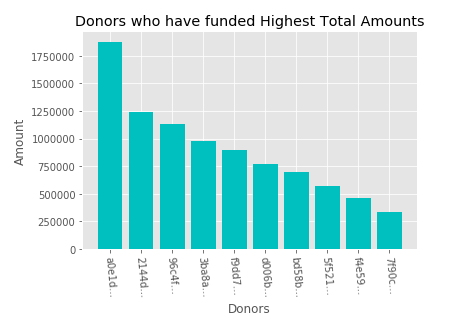 Donors who have funded Highest Total Amounts
Amount
1750000
1500000
1250000
1000000
750000
500000
250000
0
a0e1d...
2144d...
96c4f...
3ba8a...
f9dd7...
d006b...
bd58b...
5f521...
f4e59...
7f90c...
Donors